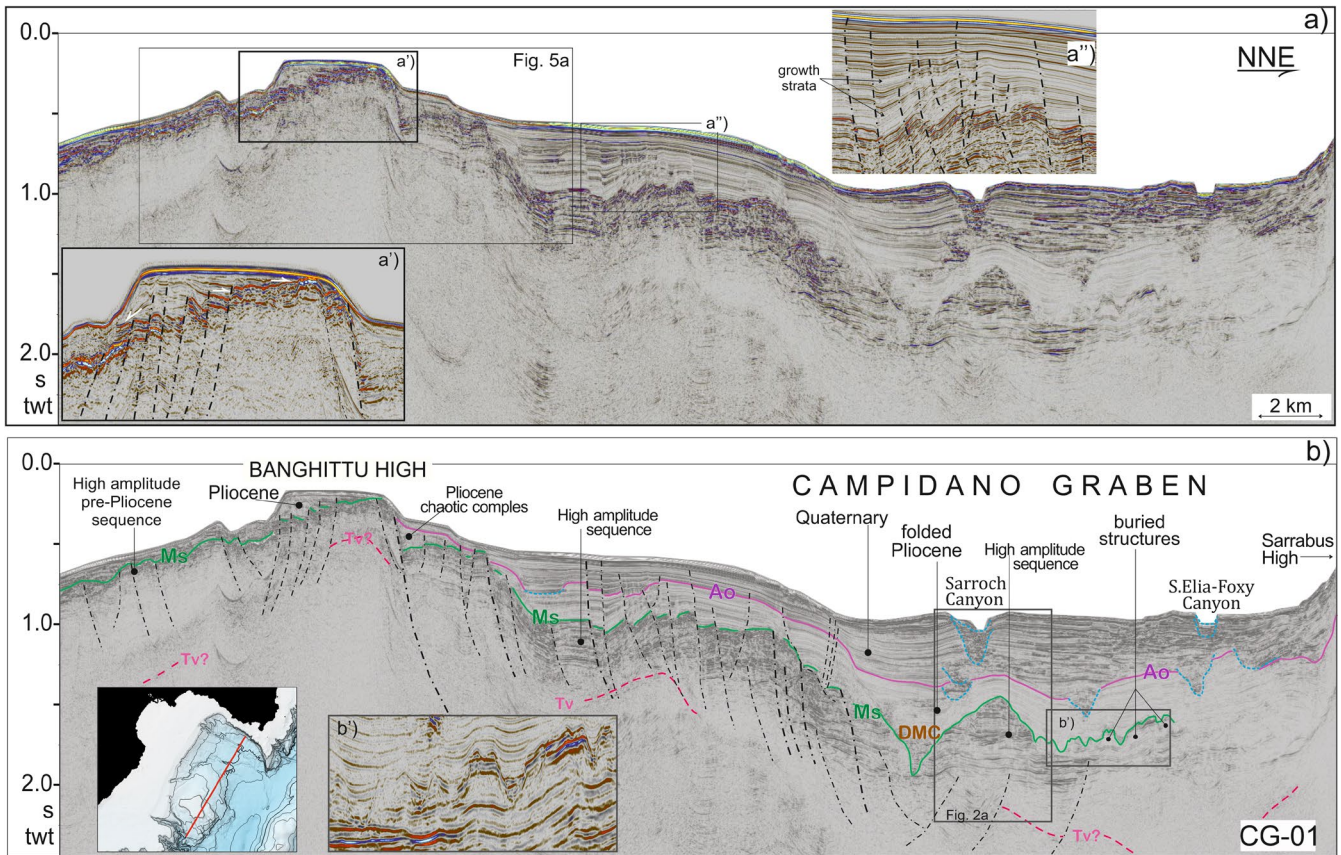 a)
0.0
1.0
2.0
s
twt
a')
Fig. 5a
a")
growth
strata
a'')
NNE
a')
2 km
b)
0.0
1.0
2.0
s
twt
High amplitude
pre-Pliocene
sequence
BANGHITTU HIGH
Pliocene
Pliocene
chaotic comples
High amplitude
sequence
CAMPIDANO GRABEN
Quaternary
folded
Pliocene
Sarroch
Canyon
High amplitude
sequence
buried
structures
S.Elia-Foxy
Canyon
Sarrabus
High
Ms
Tv?
Ms
Ao
Tv?
Tv
Ms
DMC
Ao
b')
b')
Fig. 2a
Tv?
CG-01